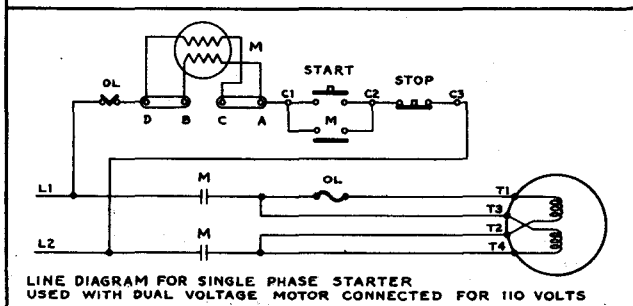 M
START
STOP
OL
D B C A
C1 C2 C3
M
L1 M OL T1
T3
T2
L2 M T4
LINE DIAGRAM FOR SINGLE PHASE STARTER
USED WITH DUAL VOLTAGE MOTOR CONNECTED FOR 110 VOLTS